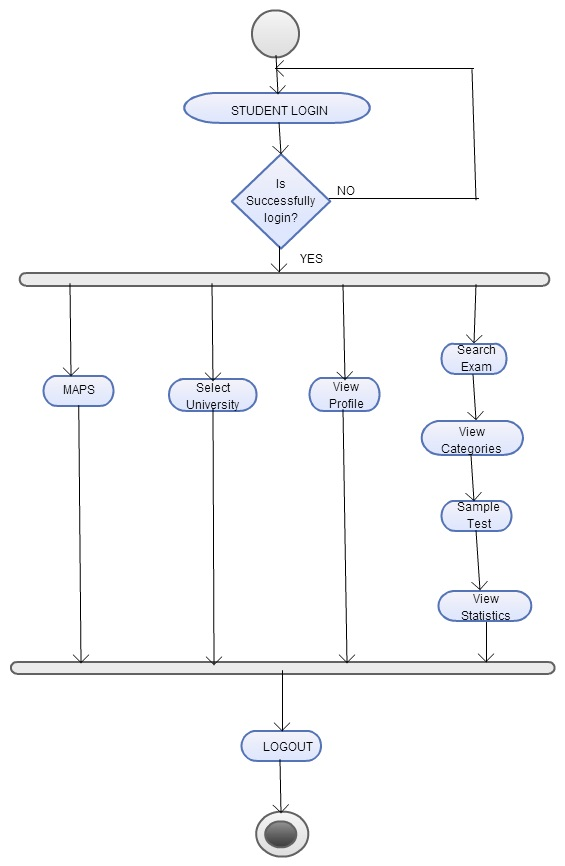 STUDENT LOGIN
Is
Successfully
login?
NO
YES
MAPS
Select
University
View
Profile
Search
Exam
View
Categories
Sample
Test
View
Statistics
LOGOUT